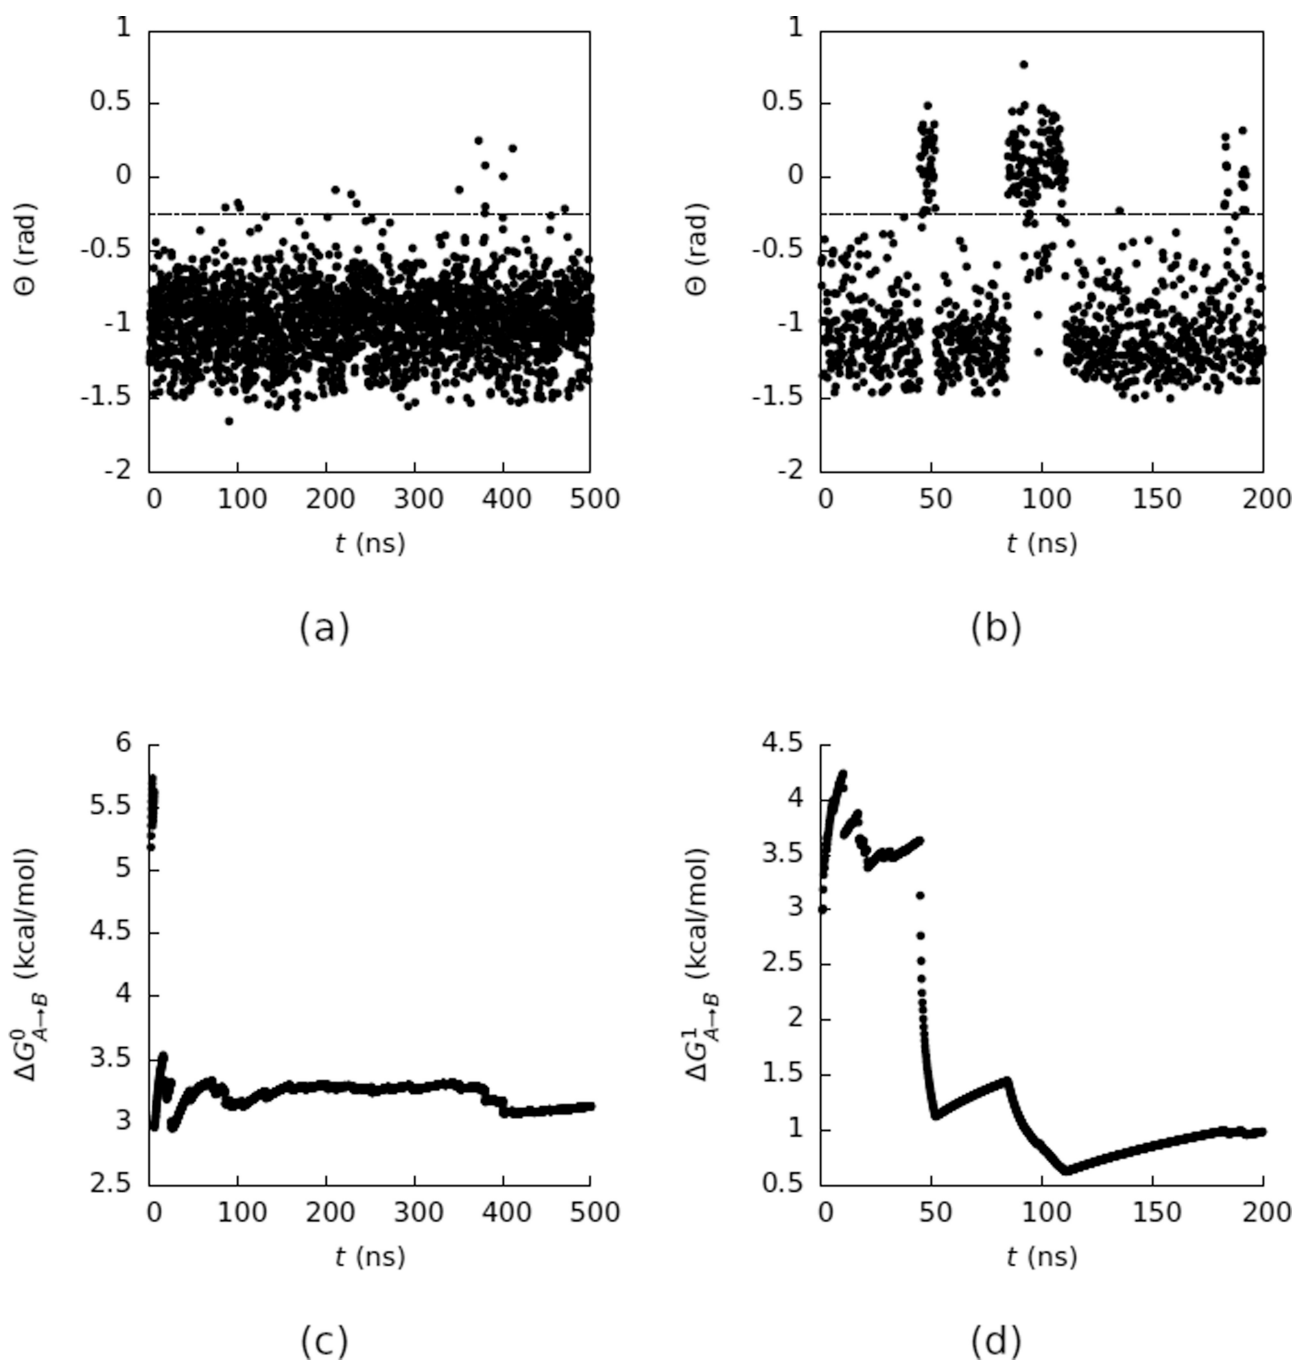 1
0.5
0
-0.5
-1
-1.5
-2
Θ (rad)
0 100 200 300 400 500
t (ns)
(a)
1
0.5
0
-0.5
-1
-1.5
-2
Θ (rad)
0 50 100 150 200
t (ns)
(b)
6
5.5
5
4.5
4
3.5
3
2.5
ΔG⁰A→B (kcal/mol)
0 100 200 300 400 500
t (ns)
(c)
4.5
4
3.5
3
2.5
2
1.5
1
0.5
ΔG¹A→B (kcal/mol)
0 50 100 150 200
t (ns)
(d)